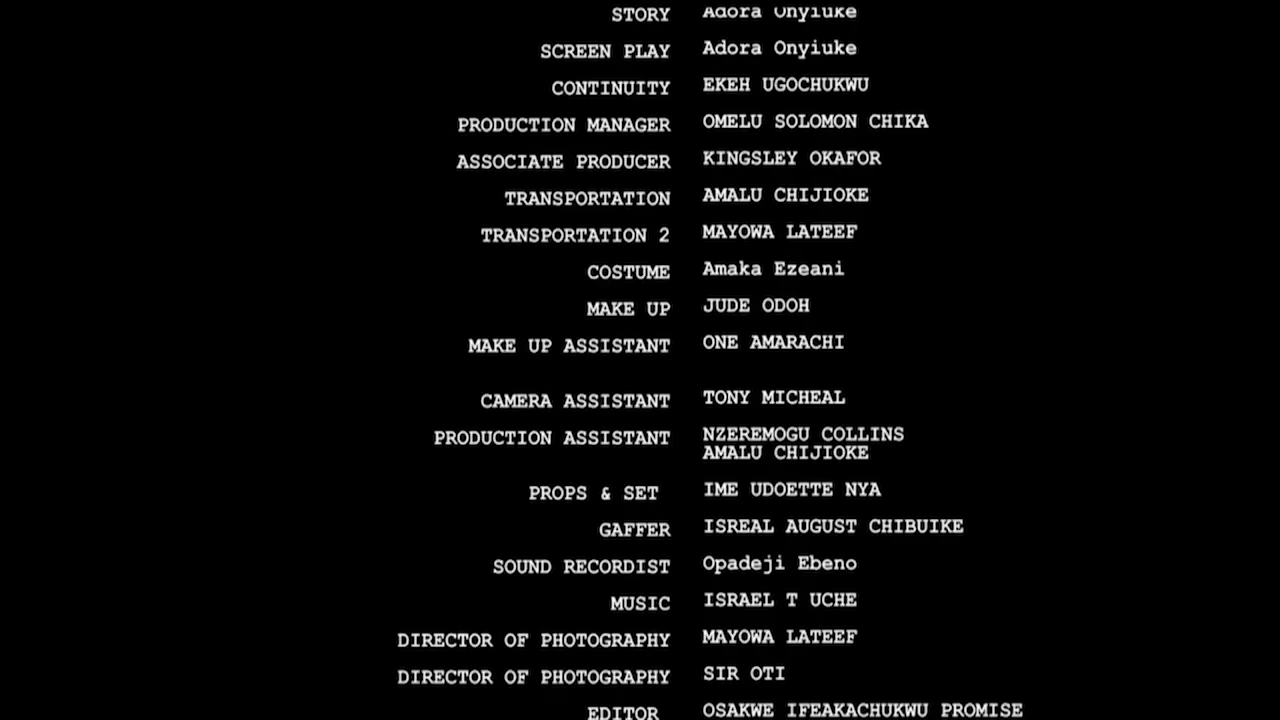 STORY Adora Onyiuke
SCREEN PLAY Adora Onyiuke
CONTINUITY EKEH UGOCHUKWU
PRODUCTION MANAGER OMELU SOLOMON CHIKA
ASSOCIATE PRODUCER KINGSLEY OKAFOR
TRANSPORTATION AMALU CHIJIOKE
TRANSPORTATION 2 MAYOWA LATEEF
COSTUME Amaka Ezeani
MAKE UP JUDE ODOH
MAKE UP ASSISTANT ONE AMARACHI
CAMERA ASSISTANT TONY MICHEAL
PRODUCTION ASSISTANT NZEREMOGU COLLINS
AMALU CHIJIOKE
PROPS & SET IME UDOETTE NYA
GAFFER ISREAL AUGUST CHIBUIKE
SOUND RECORDIST Opadeji Ebeno
MUSIC ISRAEL T UCHE
DIRECTOR OF PHOTOGRAPHY MAYOWA LATEEF
DIRECTOR OF PHOTOGRAPHY SIR OTI
EDITOR OSAKWE IFEAKACHUKWU PROMISE